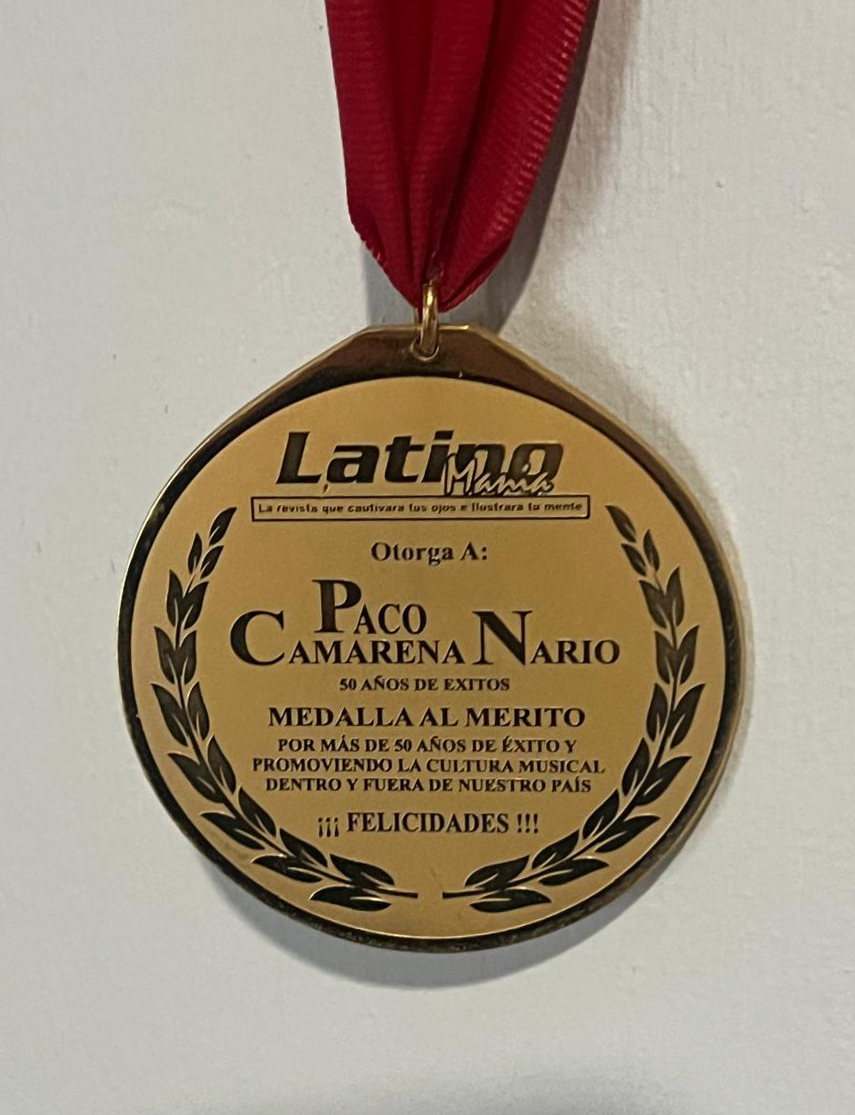 Latino
Mania
La revista que cautivara tus ojos e Ilustrara tu mente
Otorga A:
PACO
CAMARENA NARIO
50 AÑOS DE EXITOS
MEDALLA AL MERITO
POR MÁS DE 50 AÑOS DE ÉXITO Y
PROMOVIENDO LA CULTURA MUSICAL
DENTRO Y FUERA DE NUESTRO PAÍS
¡¡¡ FELICIDADES !!!